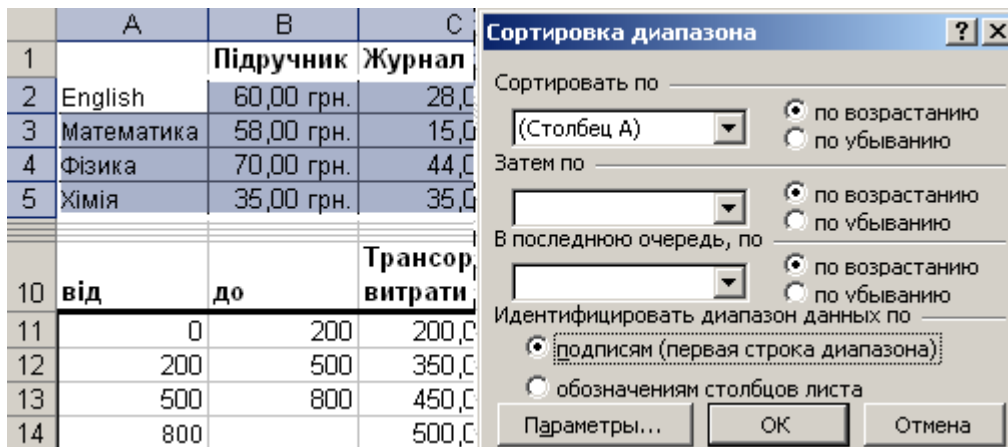 A B C
1 Підручник Журнал
2 English 60,00 грн. 28,0
3 Математика 58,00 грн. 15,0
4 Фізика 70,00 грн. 44,0
5 Хімія 35,00 грн. 35,0
10 від до Трансор витрати
11 0 200 200,0
12 200 500 350,0
13 500 800 450,0
14 800 500,0
Сортировка диапазона
Сортировать по
(Столбец A)
по возрастанию
по убыванию
Затем по
по возрастанию
по убыванию
В последнюю очередь, по
по возрастанию
по убыванию
Идентифицировать диапазон данных по
подписям (первая строка диапазона)
обозначениям столбцов листа
Параметры... ОК Отмена